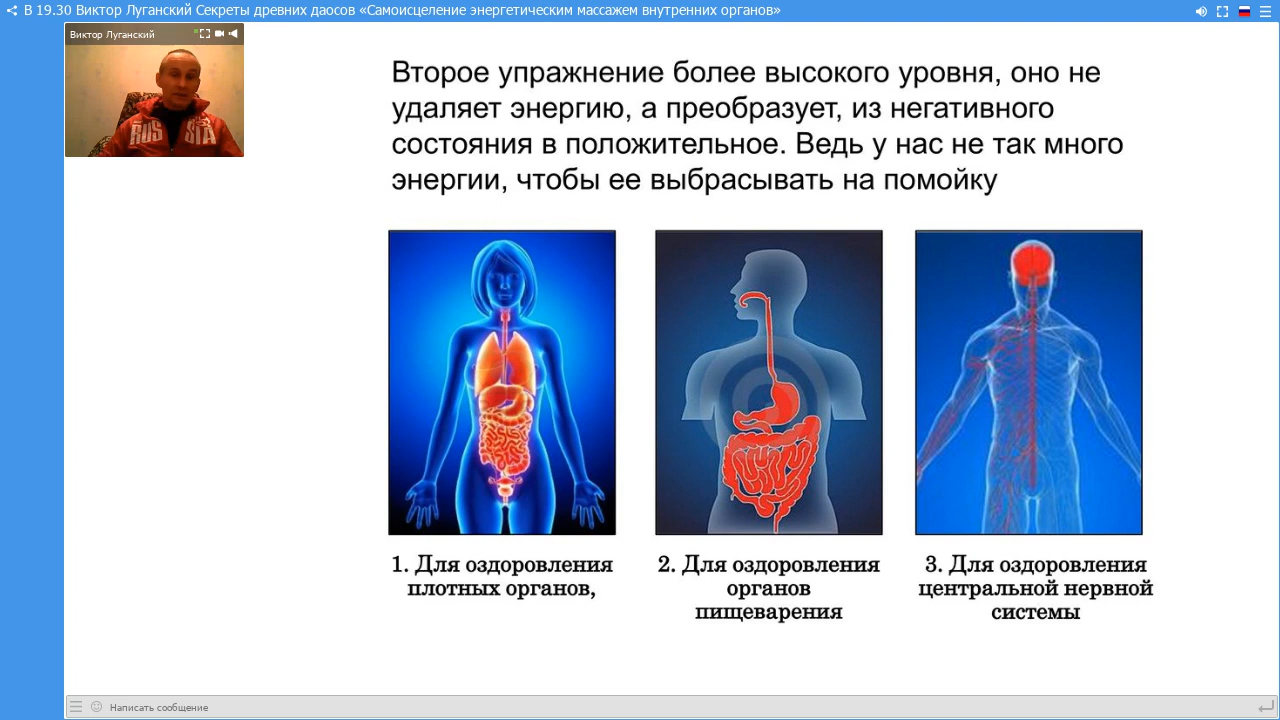 В 19.30 Виктор Луганский Секреты древних даосов «Самоисцеление энергетическим массажем внутренних органов»
Виктор Луганский
RUSSIA
Второе упражнение более высокого уровня, оно не
удаляет энергию, а преобразует, из негативного
состояния в положительное. Ведь у нас не так много
энергии, чтобы ее выбрасывать на помойку
1. Для оздоровления
плотных органов,
2. Для оздоровления
органов
пищеварения
3. Для оздоровления
центральной нервной
системы
Написать сообщение